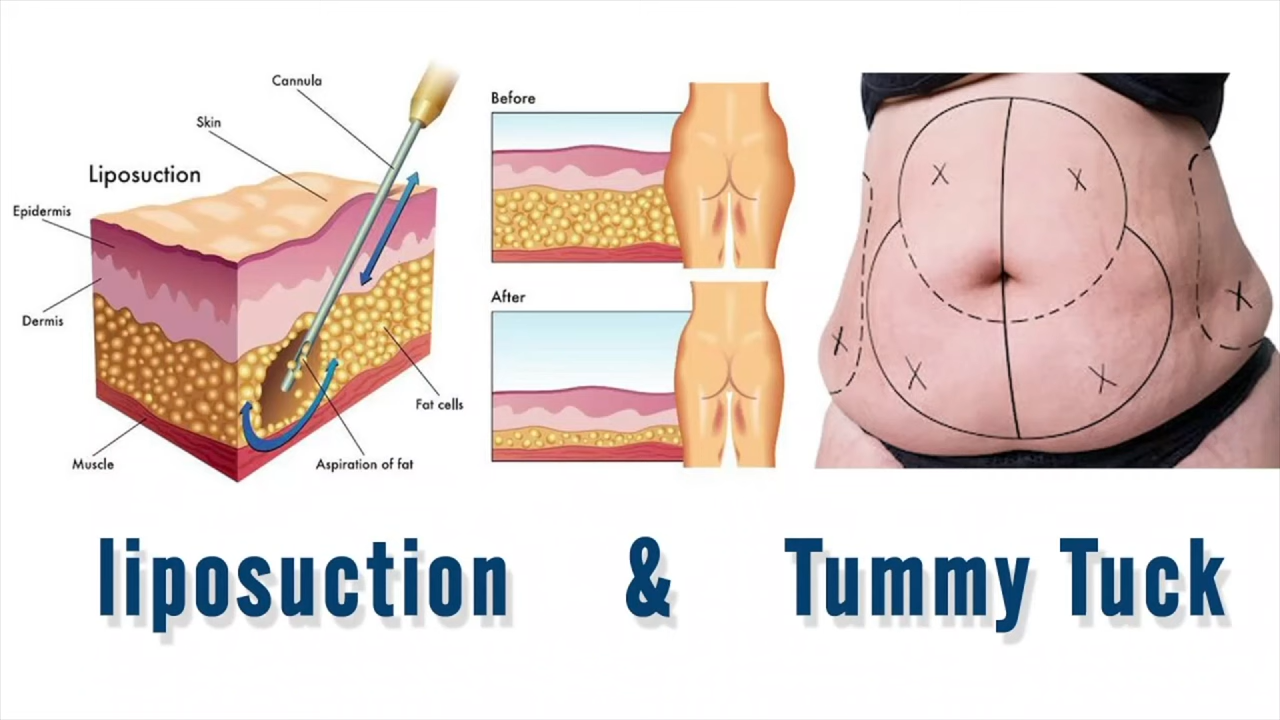 Cannula
Skin
Liposuction
Epidermis
Dermis
Muscle
Aspiration of fat
Fat cells
Before
After
liposuction & Tummy Tuck